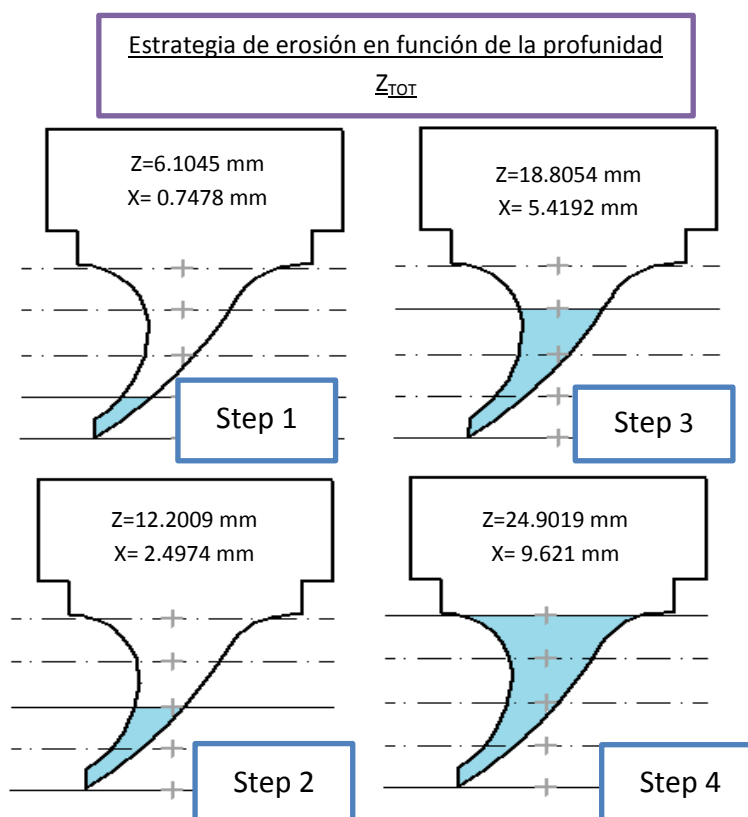 Estrategia de erosión en función de la profunidad
Z_TOT
Z=6.1045 mm
X= 0.7478 mm
Step 1
Z=18.8054 mm
X= 5.4192 mm
Step 3
Z=12.2009 mm
X= 2.4974 mm
Step 2
Z=24.9019 mm
X= 9.621 mm
Step 4